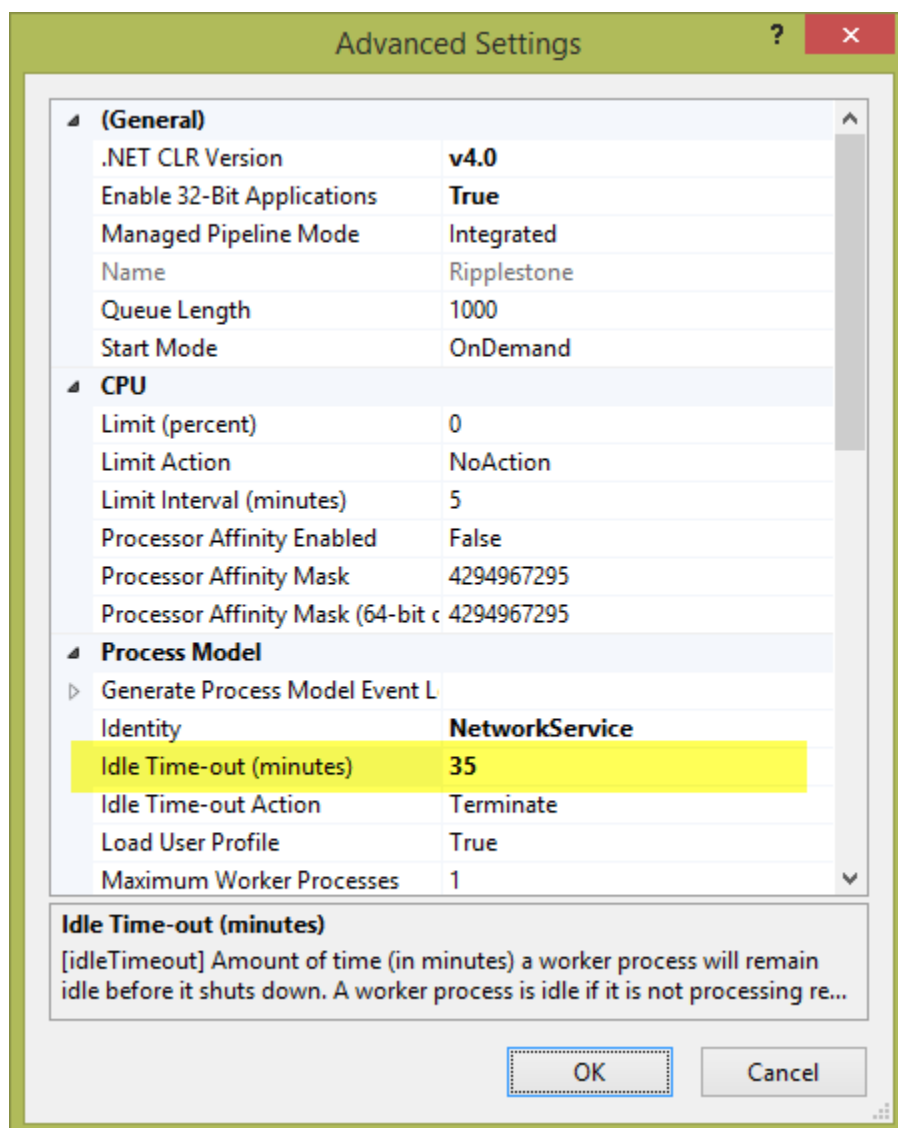 Advanced Settings
?
(General)
.NET CLR Version v4.0
Enable 32-Bit Applications True
Managed Pipeline Mode Integrated
Name Ripplestone
Queue Length 1000
Start Mode OnDemand
CPU
Limit (percent) 0
Limit Action NoAction
Limit Interval (minutes) 5
Processor Affinity Enabled False
Processor Affinity Mask 4294967295
Processor Affinity Mask (64-bit c 4294967295
Process Model
Generate Process Model Event L
Identity NetworkService
Idle Time-out (minutes) 35
Idle Time-out Action Terminate
Load User Profile True
Maximum Worker Processes 1
Idle Time-out (minutes)
[idleTimeout] Amount of time (in minutes) a worker process will remain
idle before it shuts down. A worker process is idle if it is not processing re...
OK Cancel